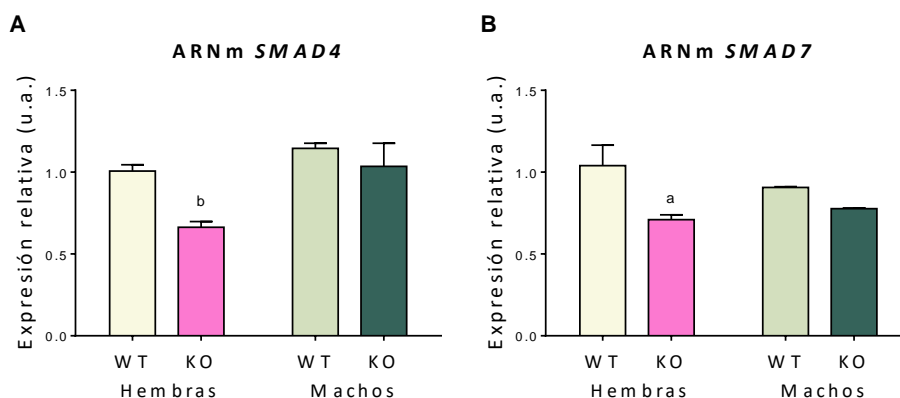 A
ARNm SMAD4
Expresión relativa (u.a.)
1.5
1.0
0.5
0.0
b
WT KO WT KO
Hembras Machos
B
ARNm SMAD7
Expresión relativa (u.a.)
1.5
1.0
0.5
0.0
a
WT KO WT KO
Hembras Machos